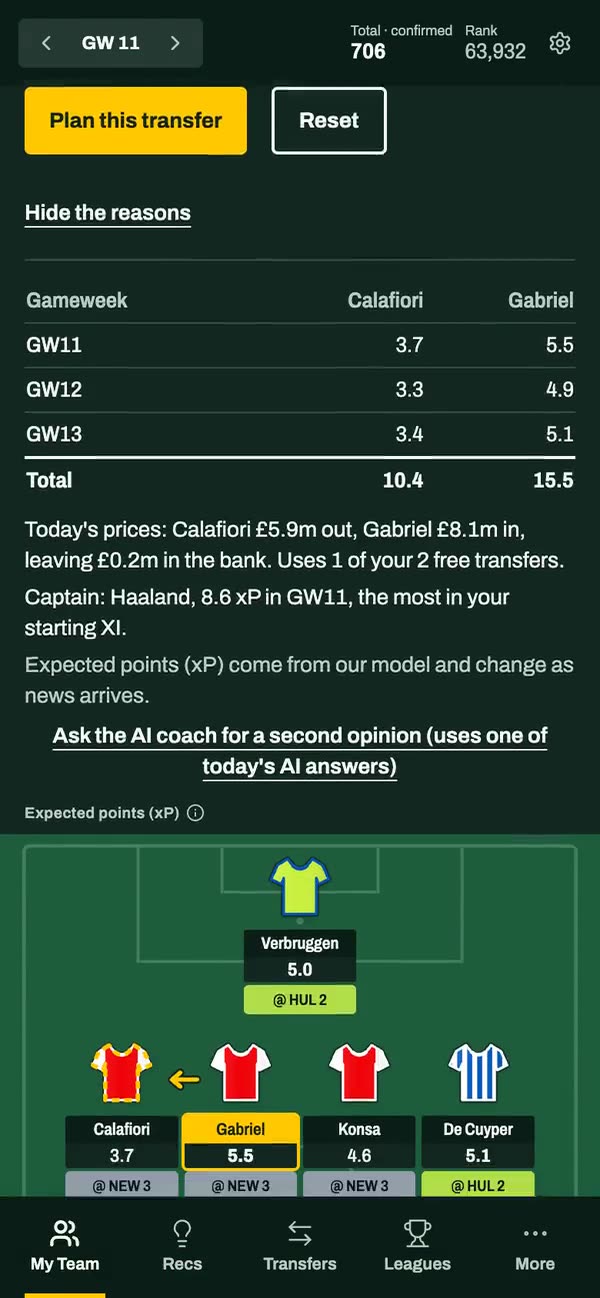 GW 11
Total · confirmed Rank
706 63,932
Plan this transfer Reset
Hide the reasons
Gameweek Calafiori Gabriel
GW11 3.7 5.5
GW12 3.3 4.9
GW13 3.4 5.1
Total 10.4 15.5
Today's prices: Calafiori £5.9m out, Gabriel £8.1m in,
leaving £0.2m in the bank. Uses 1 of your 2 free transfers.
Captain: Haaland, 8.6 xP in GW11, the most in your
starting XI.
Expected points (xP) come from our model and change as
news arrives.
Ask the AI coach for a second opinion (uses one of
today's AI answers)
Expected points (xP)
Verbruggen
5.0
@ HUL 2
Calafiori Gabriel Konsa De Cuyper
3.7 5.5 4.6 5.1
@ NEW 3 @ NEW 3 @ NEW 3 @ HUL 2
My Team Recs Transfers Leagues More